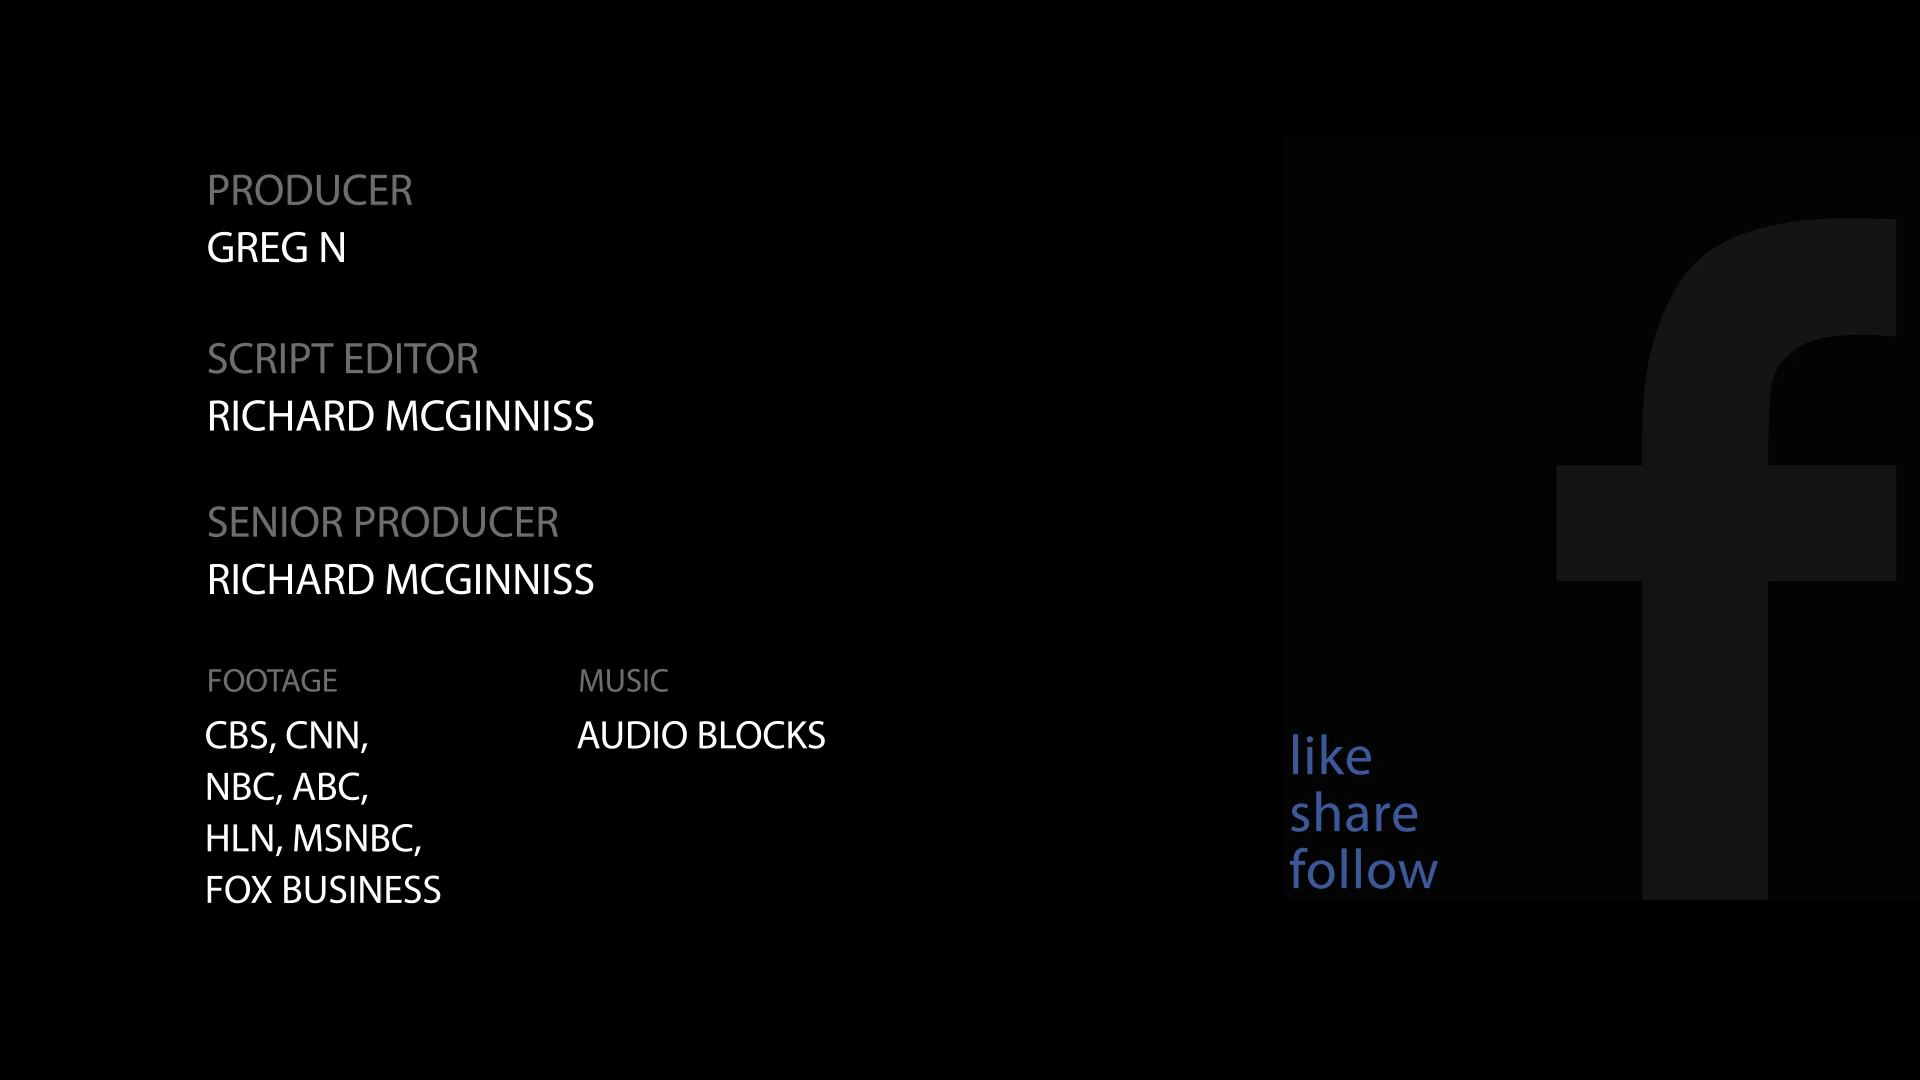 PRODUCER
GREG N
SCRIPT EDITOR
RICHARD MCGINNISS
SENIOR PRODUCER
RICHARD MCGINNISS
FOOTAGE
CBS, CNN,
NBC, ABC,
HLN, MSNBC,
FOX BUSINESS
MUSIC
AUDIO BLOCKS
like
share
follow
f